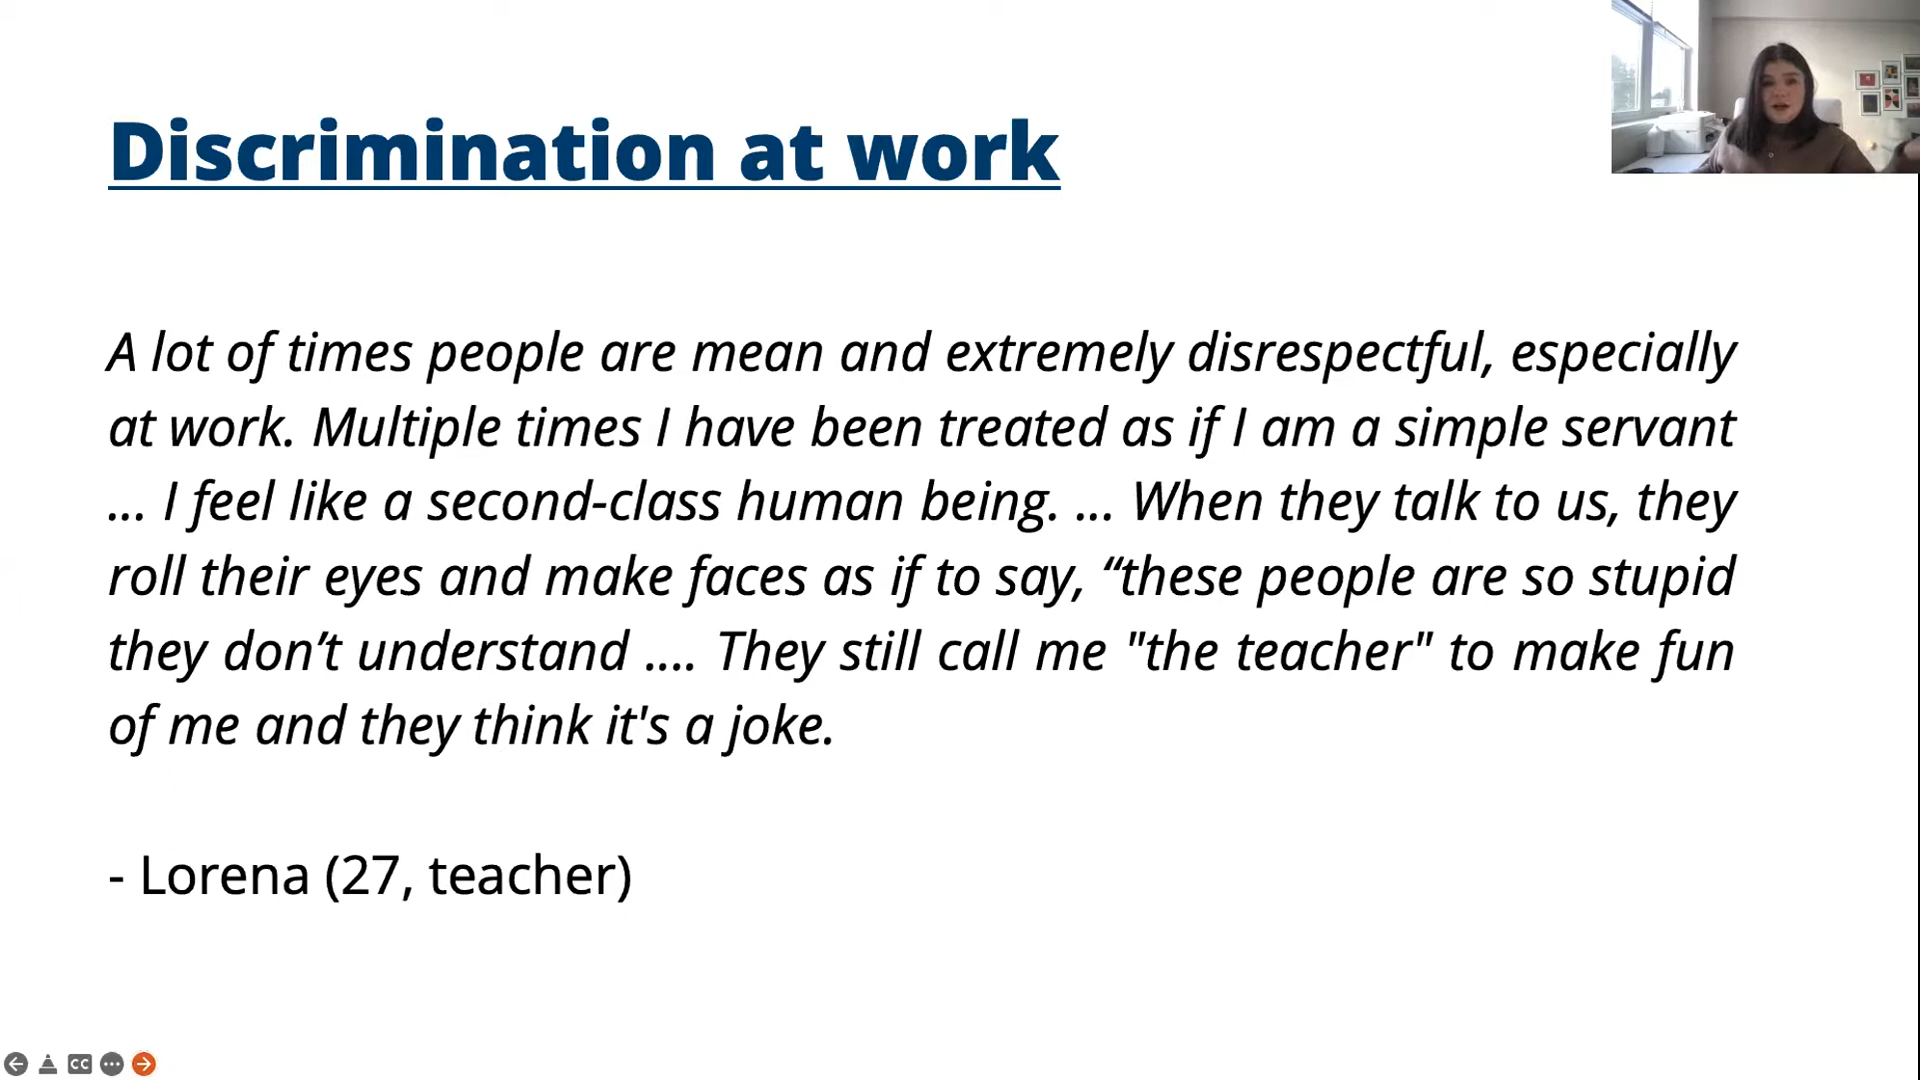 Discrimination at work
A lot of times people are mean and extremely disrespectful, especially
at work. Multiple times I have been treated as if I am a simple servant
... I feel like a second-class human being. ... When they talk to us, they
roll their eyes and make faces as if to say, “these people are so stupid
they don’t understand .... They still call me "the teacher" to make fun
of me and they think it's a joke.
- Lorena (27, teacher)
CC